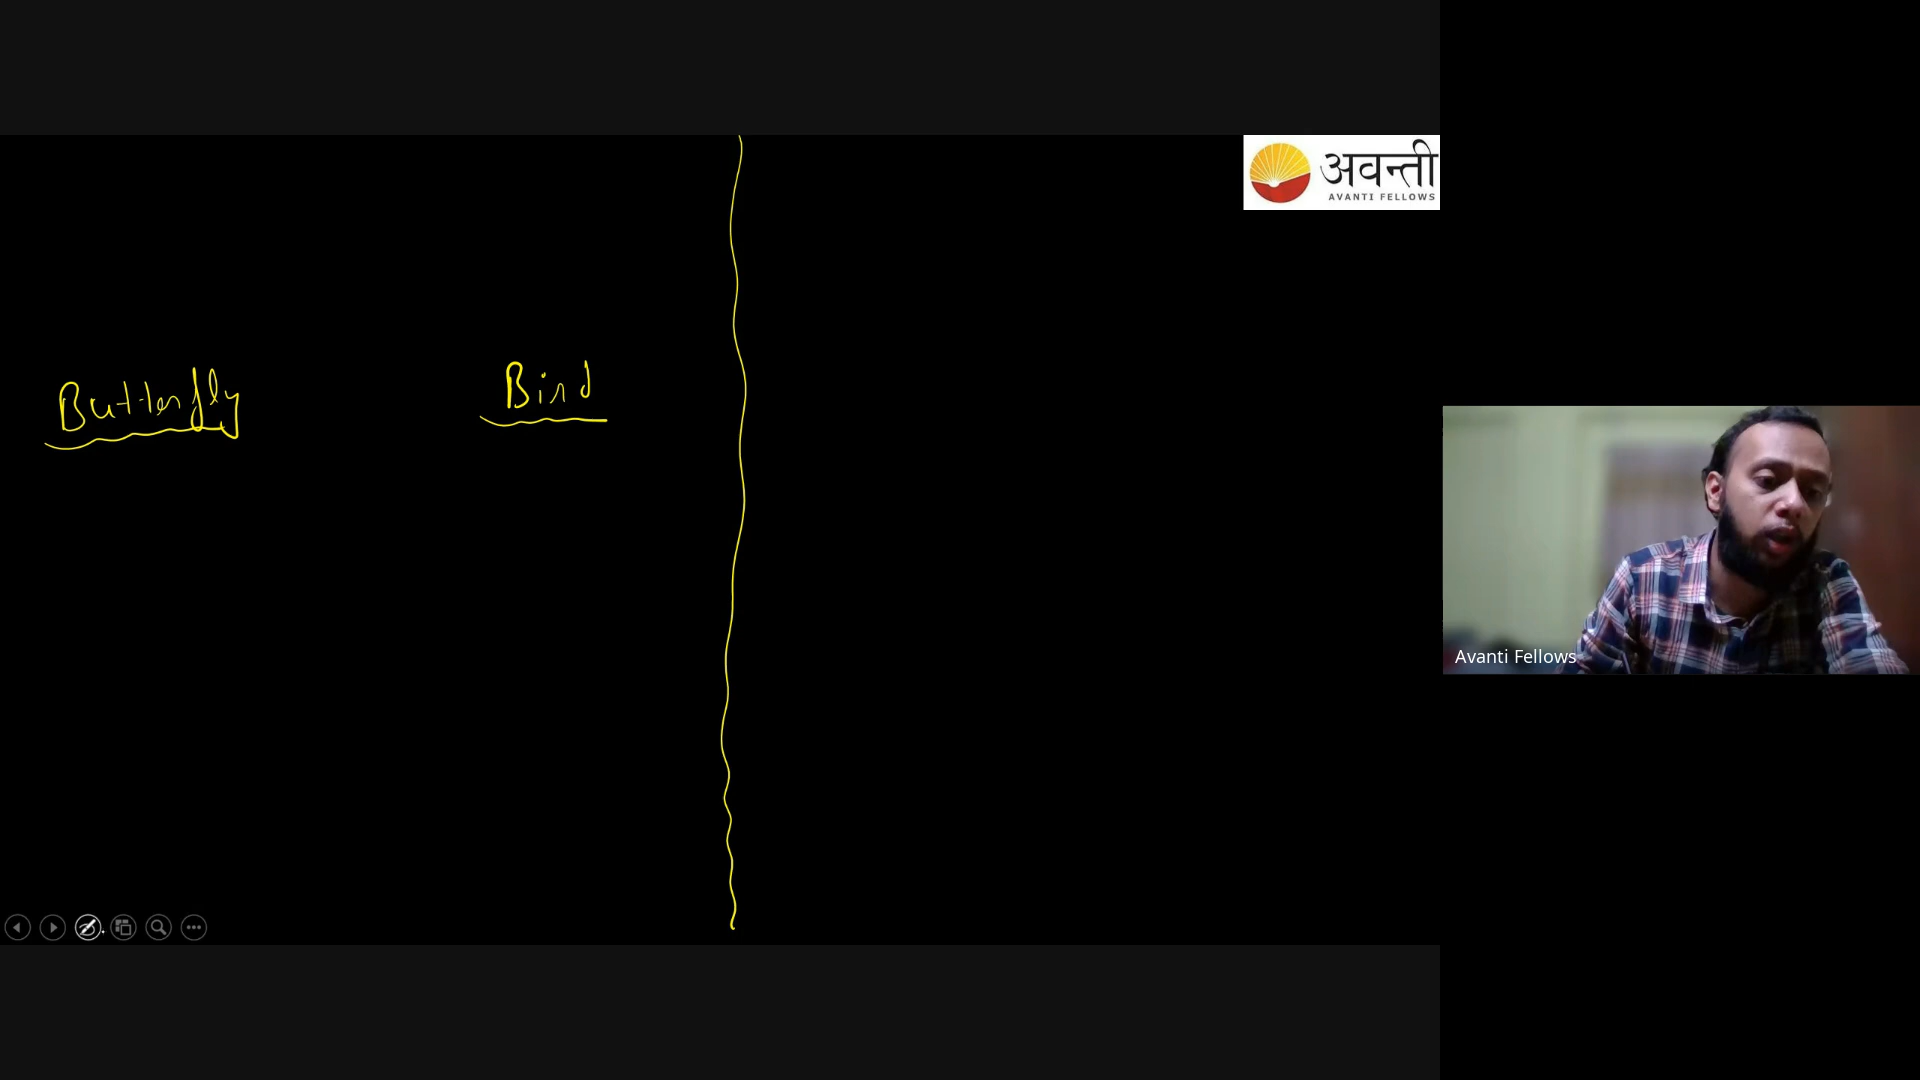 अवन्ती
AVANTI FELLOWS
Butterfly
Bird
Avanti Fellows